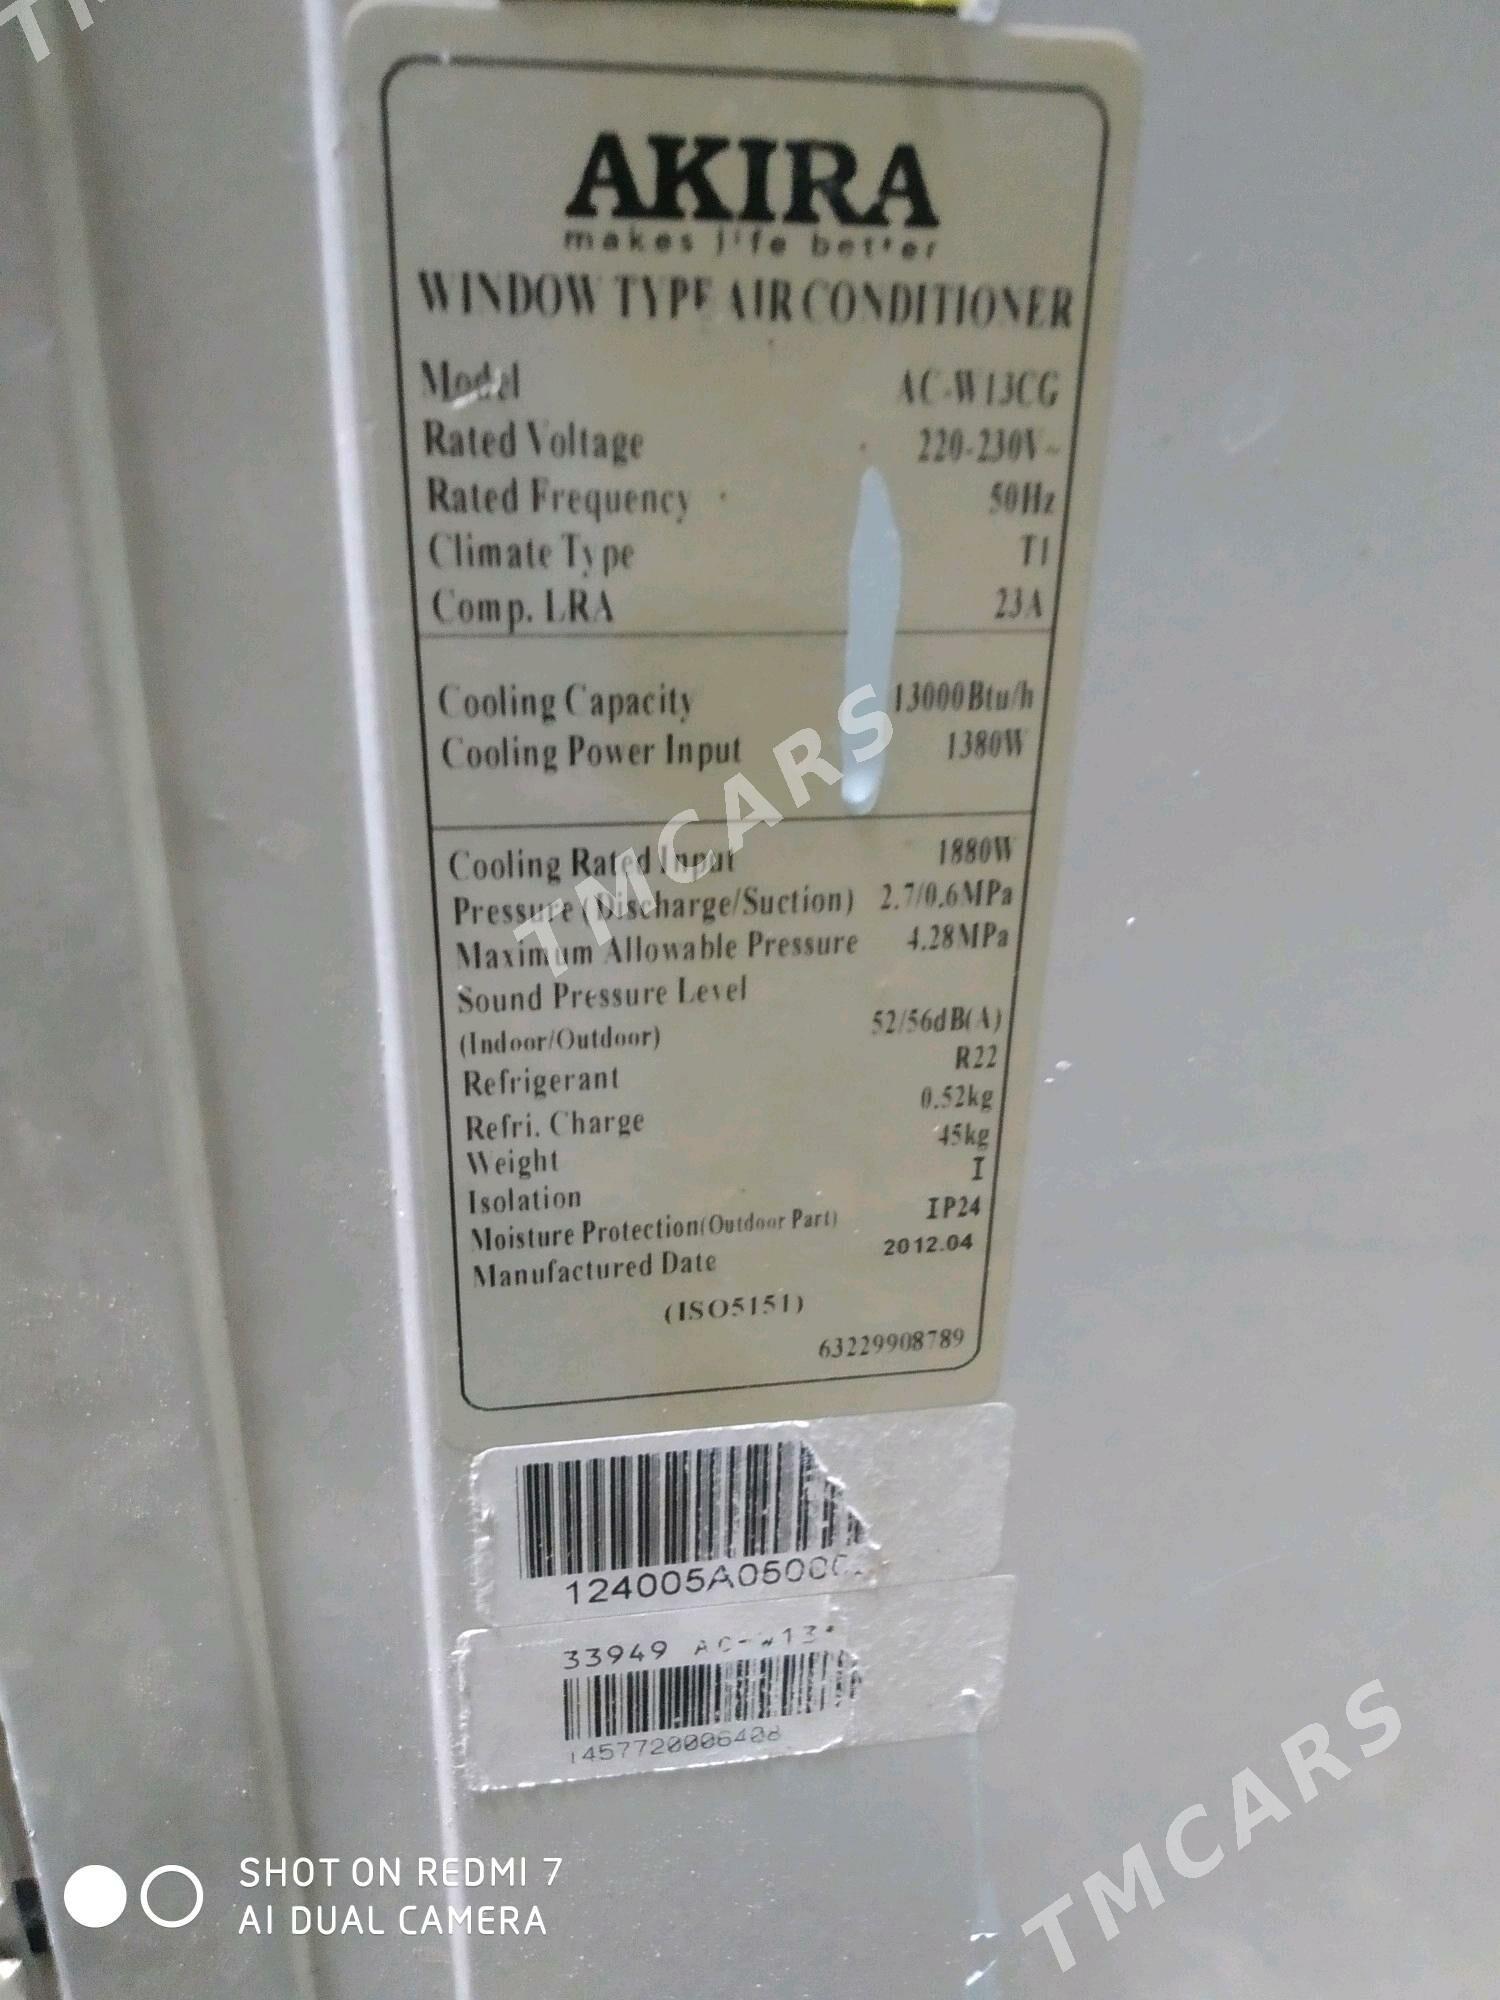 AKIRA
makes life better
WINDOW TYPE AIR CONDITIONER
Model AC-W13CG
Rated Voltage 220-230V~
Rated Frequency 50Hz
Climate Type T1
Comp. LRA 23A
Cooling Capacity 13000Btu/h
Cooling Power Input 1380W
Cooling Rated Input 1880W
Pressure (Discharge/Suction) 2.7/0.6MPa
Maximum Allowable Pressure 4.28MPa
Sound Pressure Level
(Indoor/Outdoor) 52/56dB(A)
Refrigerant R22
Refri. Charge 0.52kg
Weight 45kg
Isolation I
Moisture Protection(Outdoor Part) IP24
Manufactured Date 2012.04
(ISO5151)
63229908789
33949 AC-W13
TMCARS
SHOT ON REDMI 7
AI DUAL CAMERA
TMCARS